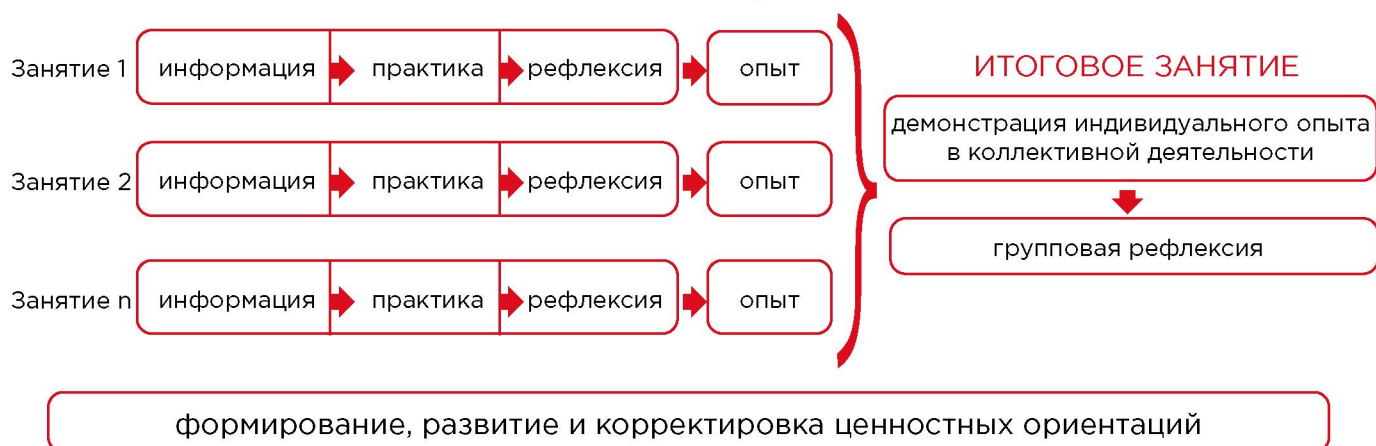 Занятие 1 информация практика рефлексия опыт
Занятие 2 информация практика рефлексия опыт
Занятие n информация практика рефлексия опыт
ИТОГОВОЕ ЗАНЯТИЕ
демонстрация индивидуального опыта
в коллективной деятельности
групповая рефлексия
формирование, развитие и корректировка ценностных ориентаций